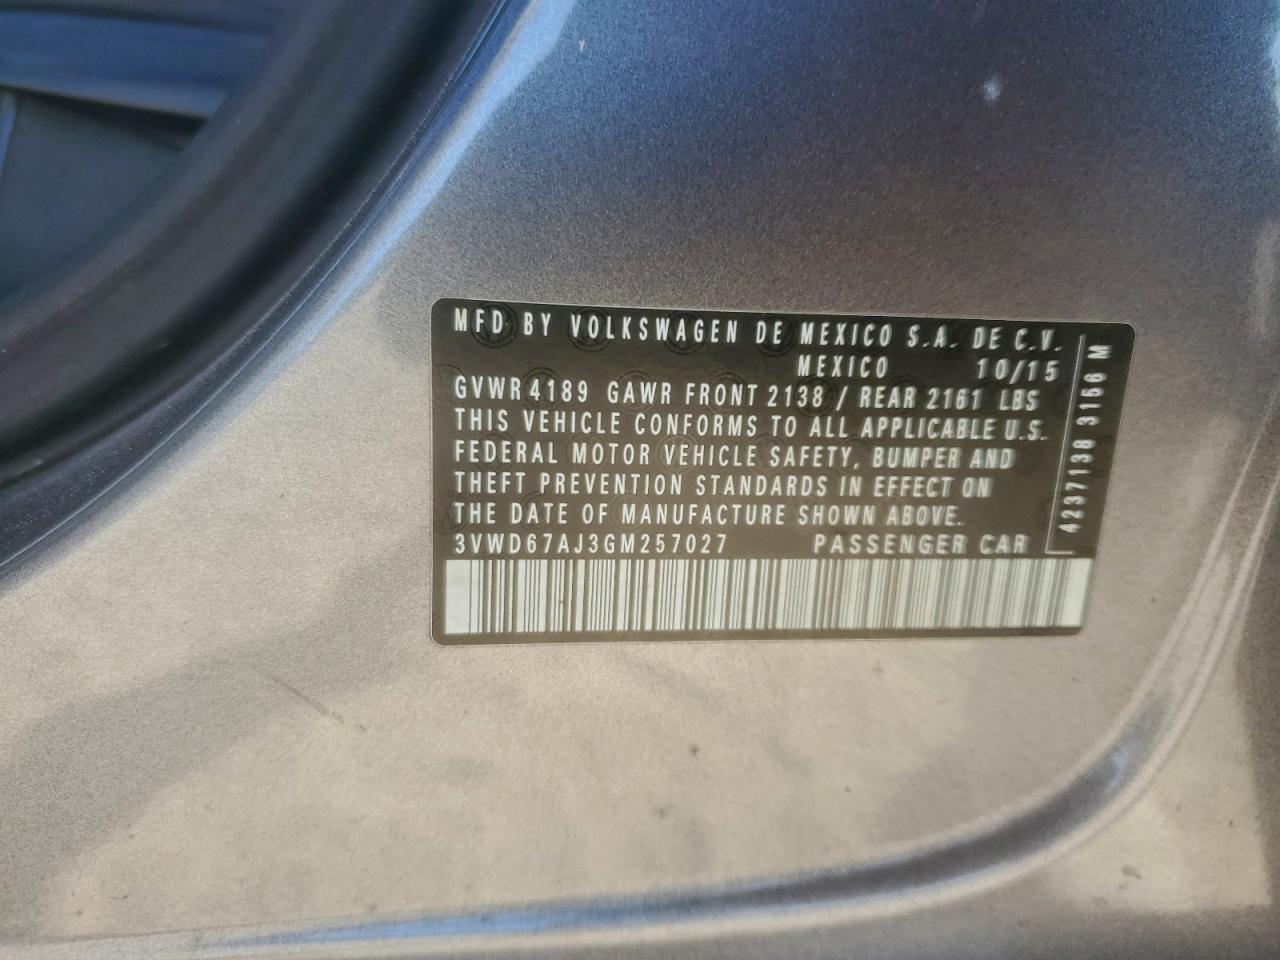 MFD BY VOLKSWAGEN DE MEXICO S.A. DE C.V.
MEXICO 10/15
GVWR 4189 GAWR FRONT 2138 / REAR 2161 LBS
THIS VEHICLE CONFORMS TO ALL APPLICABLE U.S.
FEDERAL MOTOR VEHICLE SAFETY, BUMPER AND
THEFT PREVENTION STANDARDS IN EFFECT ON
THE DATE OF MANUFACTURE SHOWN ABOVE.
3VWD67AJ3GM257027 PASSENGER CAR
4237138 3166 M